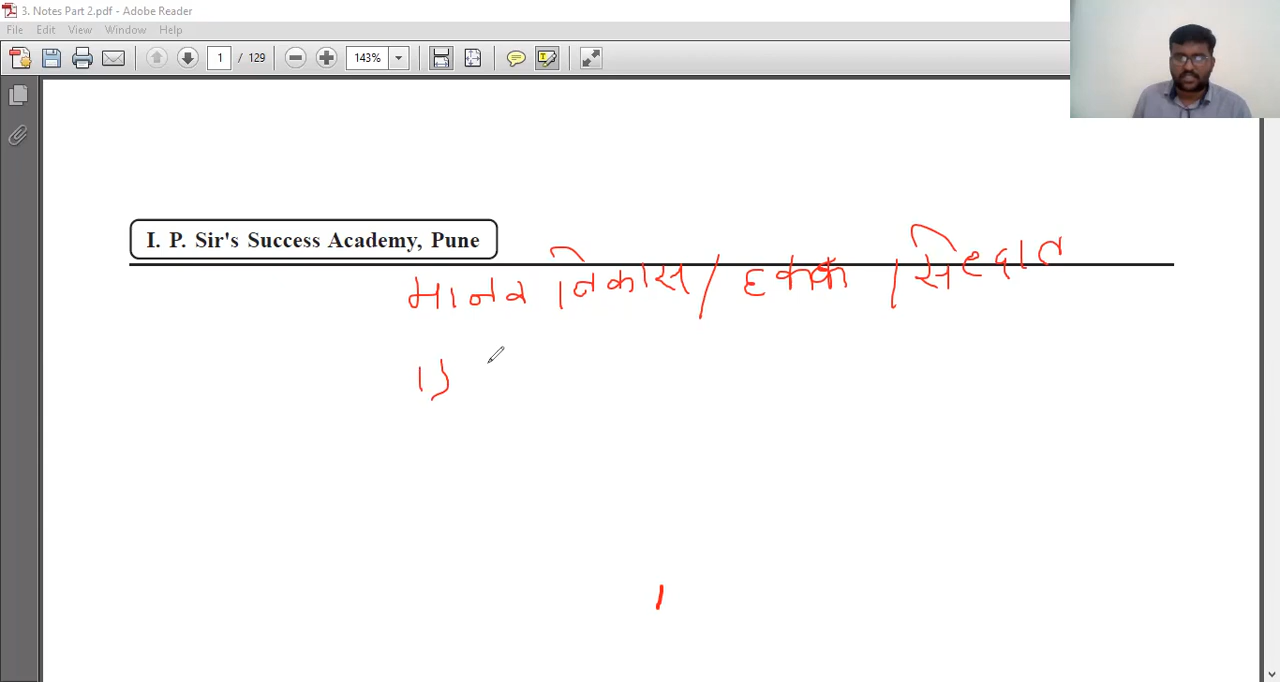 3. Notes Part 2.pdf - Adobe Reader
File Edit View Window Help
1 / 129 143%
I. P. Sir's Success Academy, Pune
मानव विकास / हक्क / सिद्धांत
1)